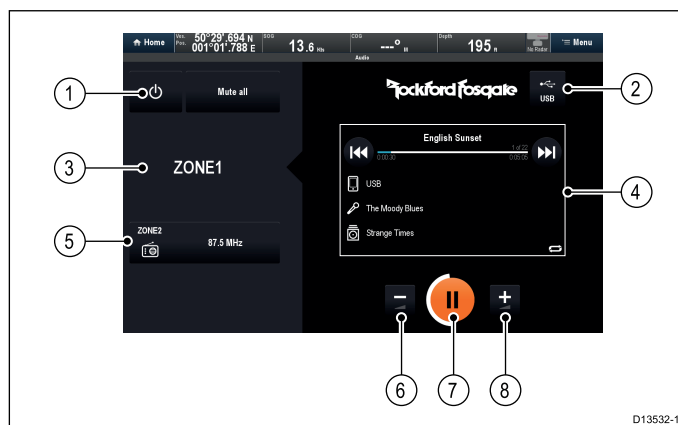 Home
Ves. Pos. 50°29'.694 N
001°01'.788 E
SOG 13.6 Kts
COG ---° M
Depth 195 ft
No Radar
Menu
Audio
1
Mute all
Rockford Fosgate
USB
2
3
ZONE1
English Sunset
1 of 22
0:00:30
0:05:05
USB
The Moody Blues
Strange Times
4
5
ZONE2
87.5 MHz
6
7
8
D13532-1